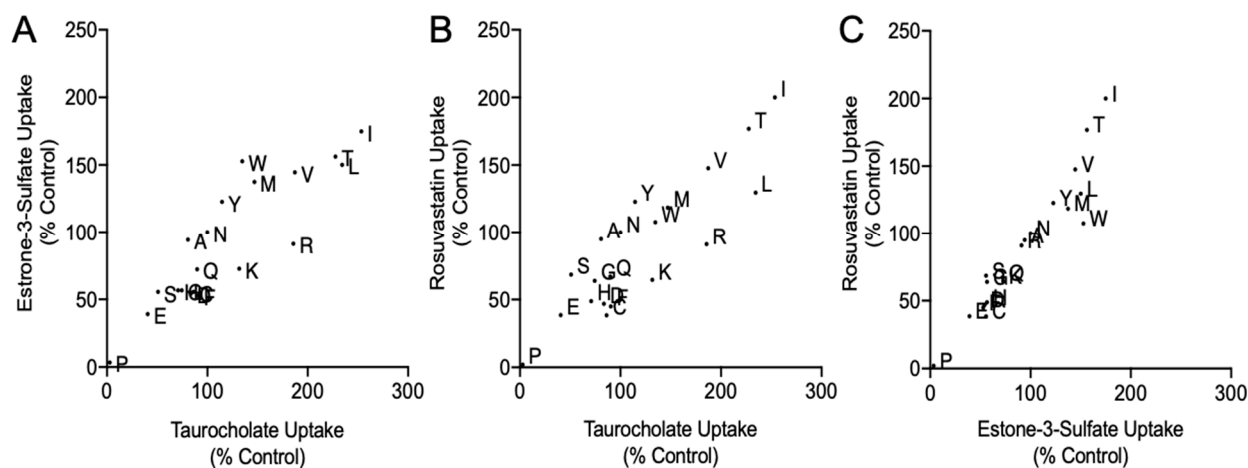 A
Estrone-3-Sulfate Uptake
(% Control)
250
200
150
100
50
0
I
T
L
W
M
V
Y
A
N
R
Q
K
S
H
E
P
0
100
200
300
Taurocholate Uptake
(% Control)
B
Rosuvastatin Uptake
(% Control)
250
200
150
100
50
0
I
T
V
L
Y
M
W
A
N
R
S
G
Q
K
H
D
F
E
C
P
0
100
200
300
Taurocholate Uptake
(% Control)
C
Rosuvastatin Uptake
(% Control)
250
200
150
100
50
0
I
T
V
L
Y
M
W
N
A
R
S
Q
G
K
H
E
C
P
0
100
200
300
Estone-3-Sulfate Uptake
(% Control)